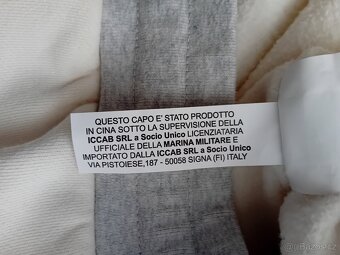 QUESTO CAPO E' STATO PRODOTTO
IN CINA SOTTO LA SUPERVISIONE DELLA
ICCAB SRL a Socio Unico LICENZIATARIA
UFFICIALE DELLA MARINA MILITARE E
IMPORTATO DALLA ICCAB SRL a Socio Unico
VIA PISTOIESE,187 - 50058 SIGNA (FI) ITALY